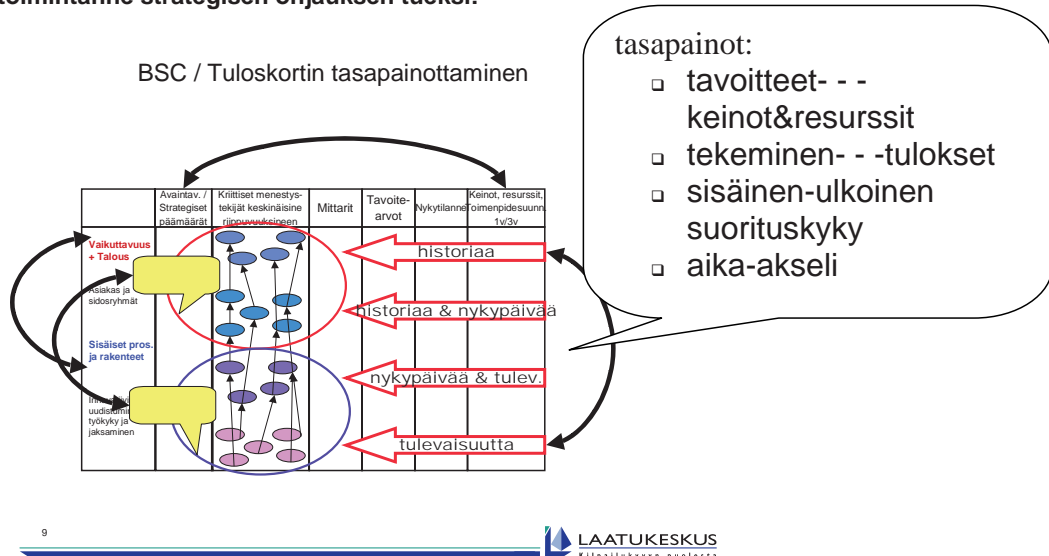 toimintanne strategisen ohjauksen tueksi.
BSC / Tuloskortin tasapainottaminen
tasapainot:
tavoitteet- - -
keinot&resurssit
tekeminen- - -tulokset
sisäinen-ulkoinen
suorituskyky
aika-akseli
Avaintav. /
Strategiset
päämäärät
Kriittiset menestys-
tekijät keskinäisine
riippuvuuksineen
Mittarit
Tavoite-
arvot
Nykytilanne
Keinot, resurssit,
Toimenpidesuunn.
1v/3v
Vaikuttavuus
+ Talous
Asiakas ja
sidosryhmät
Sisäiset pros.
ja rakenteet
työkyky ja
jaksaminen
historiaa
historiaa & nykypäivää
nykypäivää & tulev.
tulevaisuutta
9
LAATUKESKUS